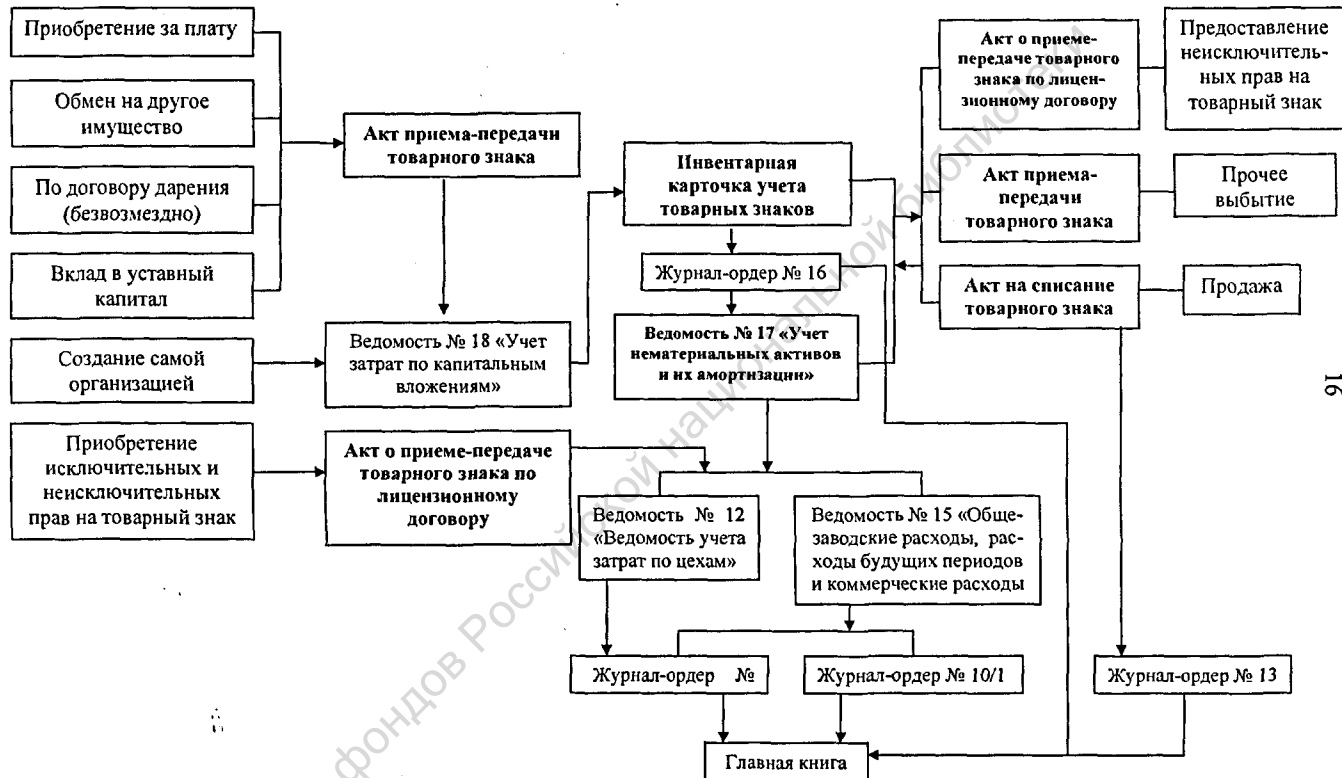 Приобретение за плату
Обмен на другое
имущество
По договору дарения
(безвозмездно)
Вклад в уставный
капитал
Создание самой
организацией
Приобретение
исключительных и
неисключительных
прав на товарный знак
Акт приема-передачи
товарного знака
Ведомость № 18 «Учет
затрат по капитальным
вложениям»
Акт о приеме-передаче
товарного знака по
лицензионному
договору
Инвентарная
карточка учета
товарных знаков
Журнал-ордер № 16
Ведомость № 17 «Учет
нематериальных активов
и их амортизации»
Ведомость № 12
«Ведомость учета
затрат по цехам»
Ведомость № 15 «Обще-
заводские расходы, рас-
ходы будущих периодов
и коммерческие расходы
Журнал-ордер №
Журнал-ордер № 10/1
Журнал-ордер № 13
Главная книга
Акт о приеме-
передаче товарного
знака по лицен-
зионному договору
Предоставление
неисключитель-
ных прав на
товарный знак
Акт приема-
передачи
товарного знака
Прочее
выбытие
Акт на списание
товарного знака
Продажа
16
фондов Российской национальной библиотеки